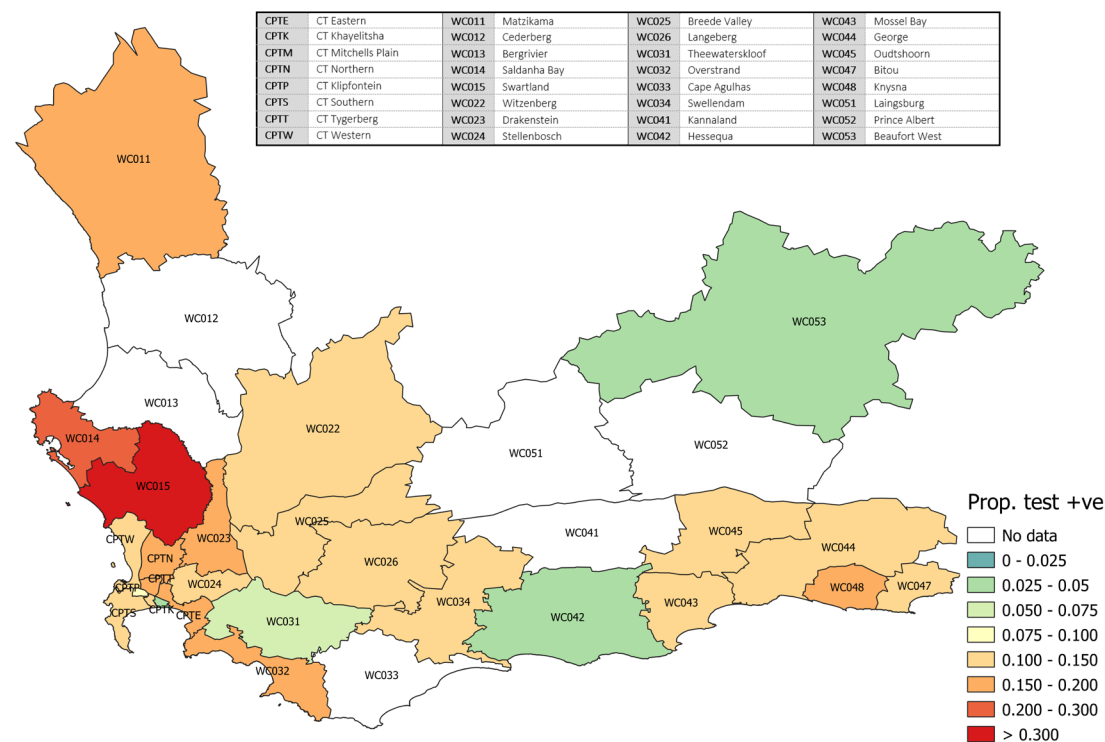 CPTE CT Eastern WC011 Matzikama WC025 Breede Valley WC043 Mossel Bay
CPTK CT Khayelitsha WC012 Cederberg WC026 Langeberg WC044 George
CPTM CT Mitchells Plain WC013 Bergrivier WC031 Theewaterskloof WC045 Oudtshoorn
CPTN CT Northern WC014 Saldanha Bay WC032 Overstrand WC047 Bitou
CPTP CT Klipfontein WC015 Swartland WC033 Cape Agulhas WC048 Knysna
CPTS CT Southern WC022 Witzenberg WC034 Swellendam WC051 Laingsburg
CPTT CT Tygerberg WC023 Drakenstein WC041 Kannaland WC052 Prince Albert
CPTW CT Western WC024 Stellenbosch WC042 Hessequa WC053 Beaufort West
WC011
WC012
WC053
WC013
WC022
WC014
WC051
WC052
WC015
WC025
WC041
WC045
CPTW
WC023
WC044
CPTN
WC026
CPTT
WC024
CPTP
WC048
WC047
WC034
WC043
CPTS
CPTK
CPTE
WC031
WC042
WC032
WC033
Prop. test +ve
No data
0 - 0.025
0.025 - 0.05
0.050 - 0.075
0.075 - 0.100
0.100 - 0.150
0.150 - 0.200
0.200 - 0.300
> 0.300